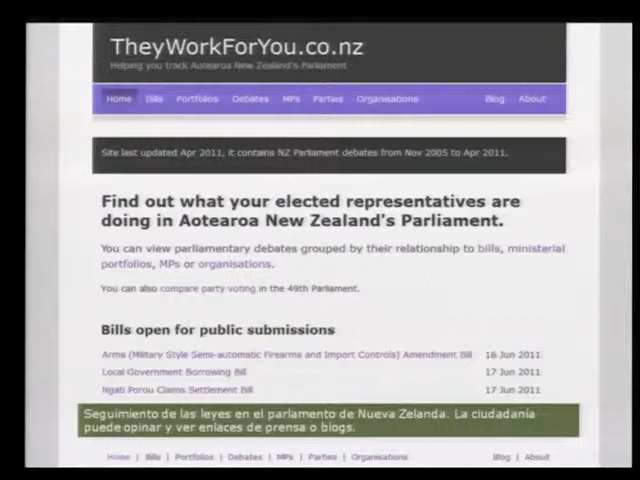 TheyWorkForYou.co.nz
Helping you track Aotearoa New Zealand's Parliament
Home Bills Portfolios Debates MPs Parties Organisations Blog About
Site last updated Apr 2011, it contains NZ Parliament debates from Nov 2005 to Apr 2011.
Find out what your elected representatives are
doing in Aotearoa New Zealand's Parliament.
You can view parliamentary debates grouped by their relationship to bills, ministerial
portfolios, MPs or organisations.
You can also compare party voting in the 49th Parliament.
Bills open for public submissions
Arms (Military Style Semi-automatic Firearms and Import Controls) Amendment Bill 16 Jun 2011
Local Government Borrowing Bill 17 Jun 2011
Ngati Porou Claims Settlement Bill 17 Jun 2011
Seguimiento de las leyes en el parlamento de Nueva Zelanda. La ciudadanía
puede opinar y ver enlaces de prensa o blogs.
Home | Bills | Portfolios | Debates | MPs | Parties | Organisations Blog | About